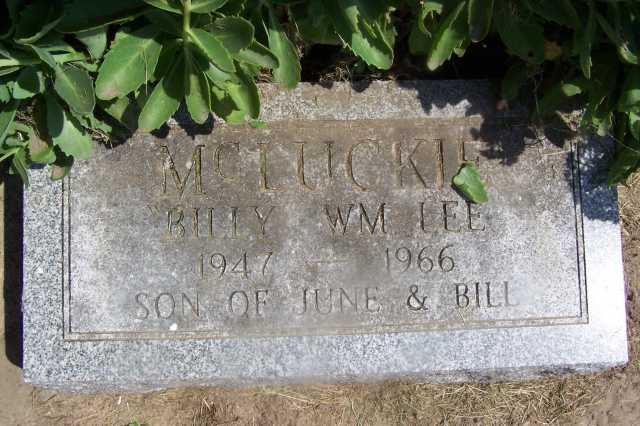 McLUCKIE
"BILLY" WM LEE
1947 — 1966
SON OF JUNE & BILL